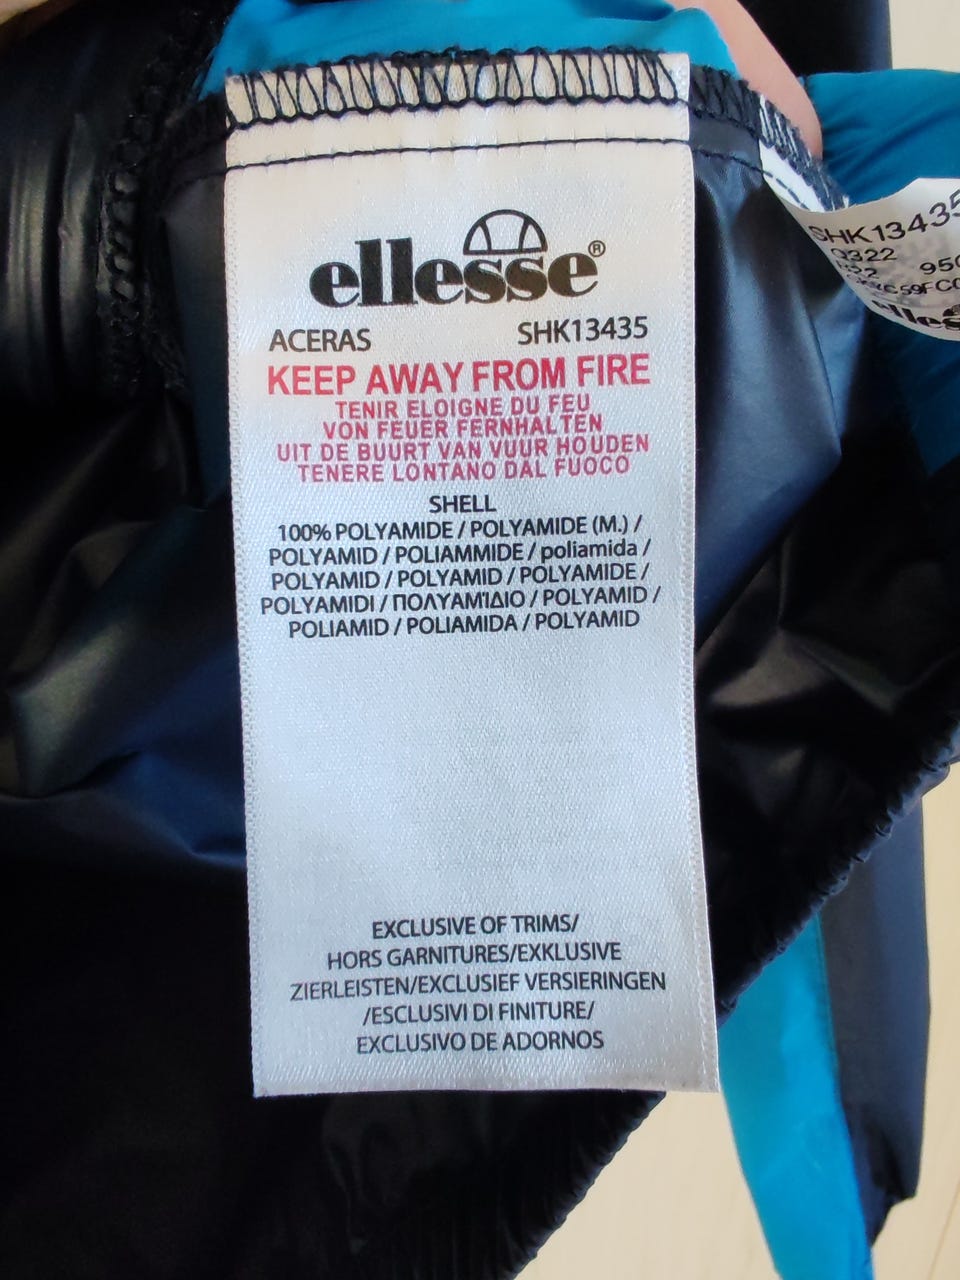 ellesse®
ACERAS SHK13435
KEEP AWAY FROM FIRE
TENIR ELOIGNE DU FEU
VON FEUER FERNHALTEN
UIT DE BUURT VAN VUUR HOUDEN
TENERE LONTANO DAL FUOCO
SHELL
100% POLYAMIDE / POLYAMIDE (M.) /
POLYAMID / POLIAMMIDE / poliamida /
POLYAMID / POLYAMID / POLYAMIDE /
POLYAMIDI / ΠΟΛΥΑΜΊΔΙΟ / POLYAMID /
POLIAMID / POLIAMIDA / POLYAMID
EXCLUSIVE OF TRIMS/
HORS GARNITURES/EXKLUSIVE
ZIERLEISTEN/EXCLUSIEF VERSIERINGEN
/ESCLUSIVI DI FINITURE/
EXCLUSIVO DE ADORNOS
SHK13435